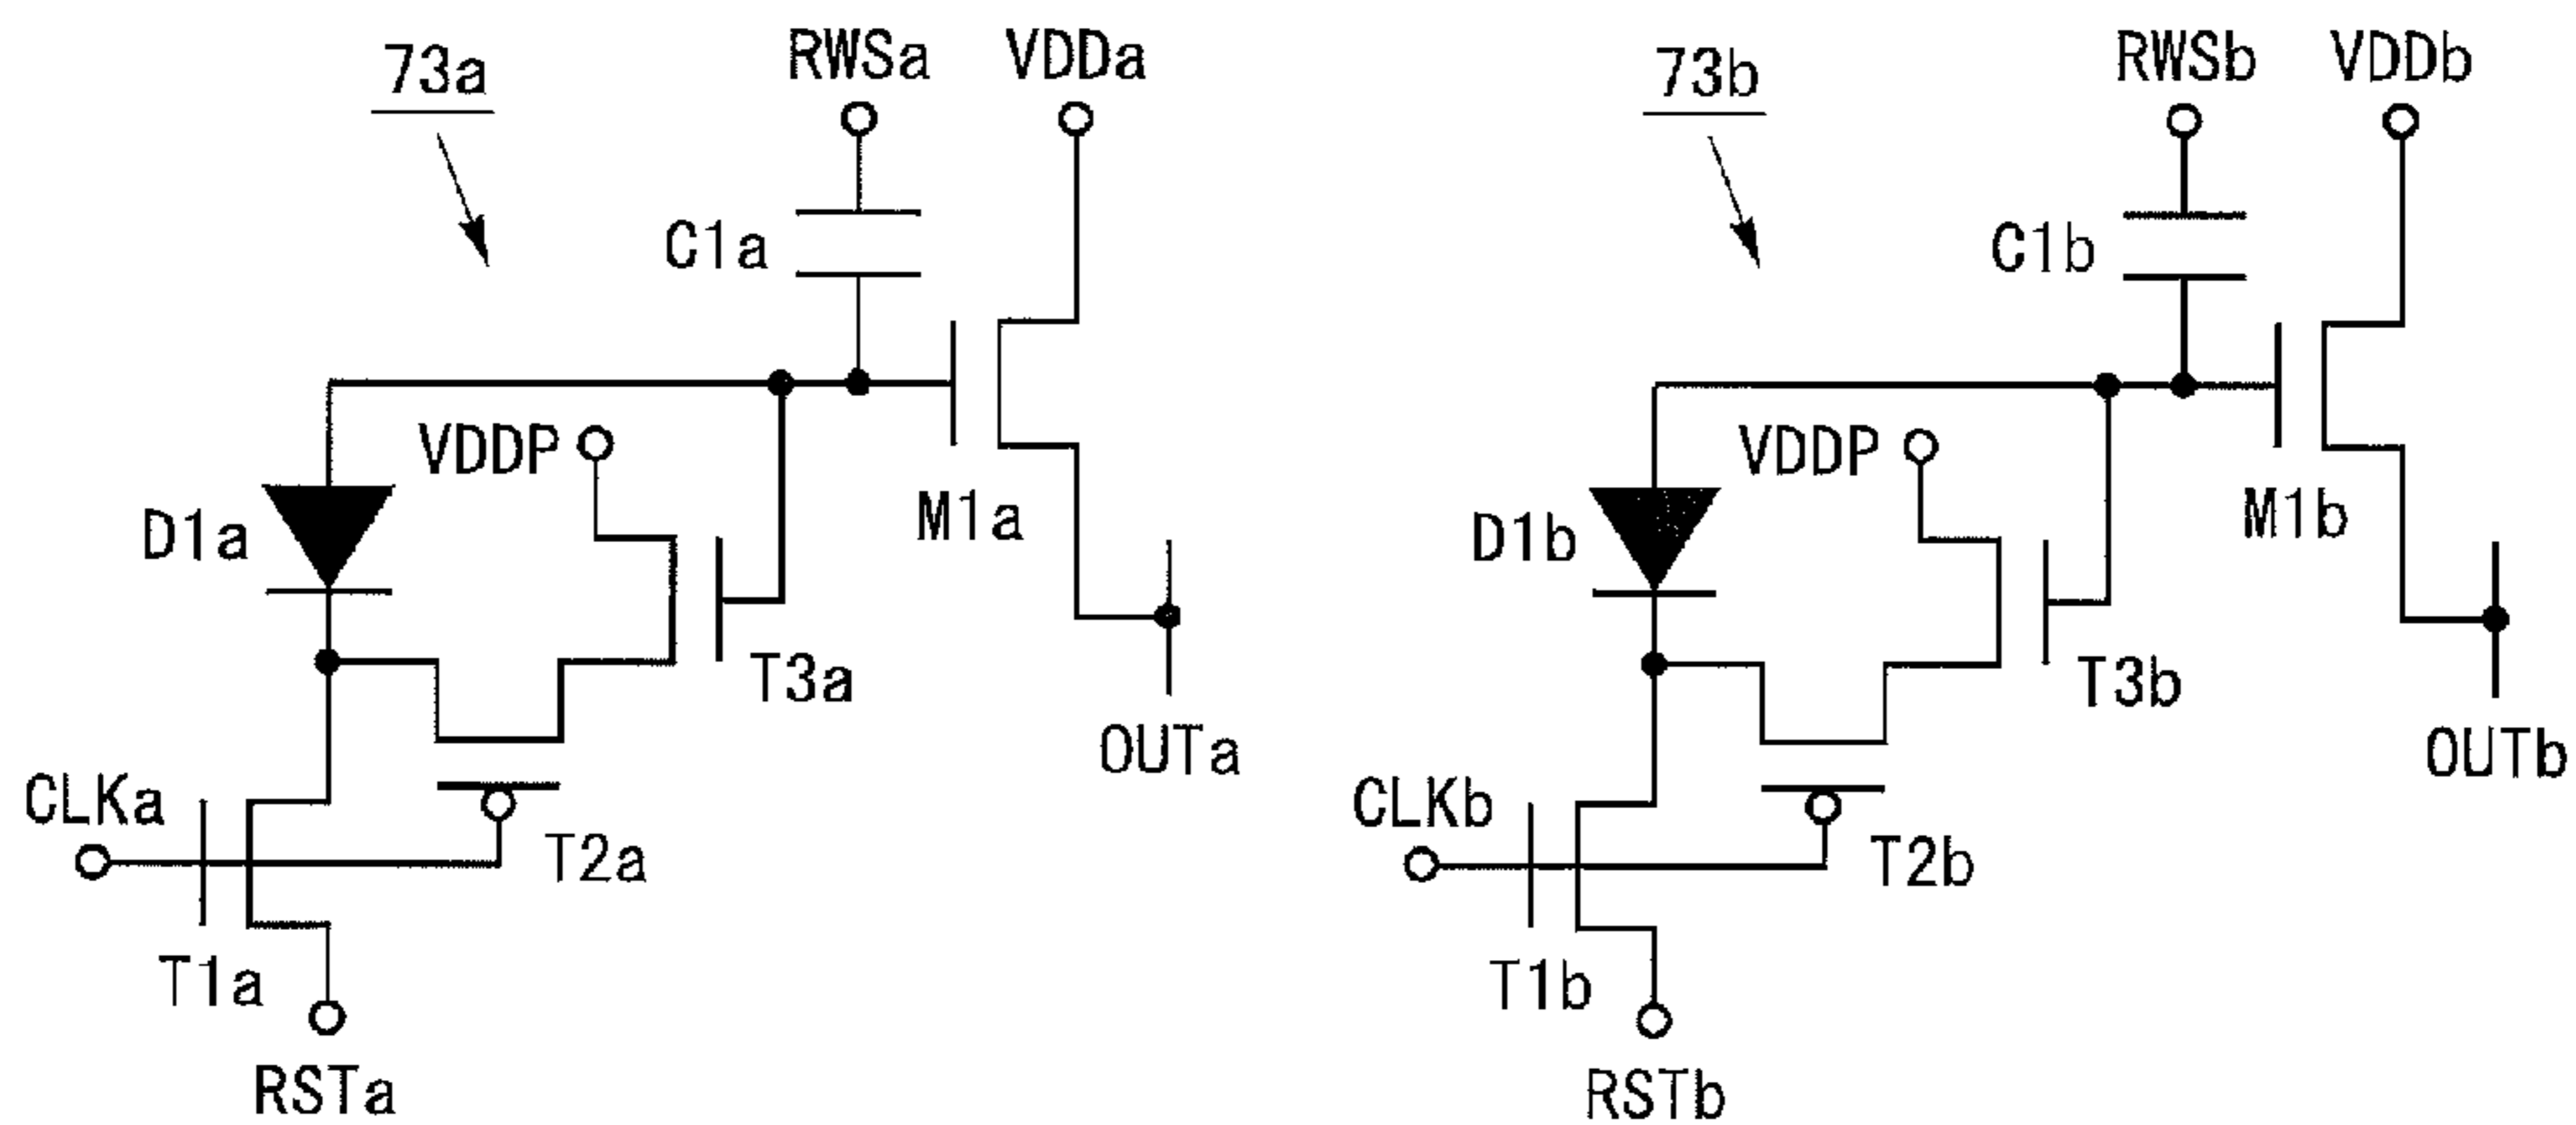 73a
RWSa
VDDa
C1a
VDDP
D1a
M1a
T3a
OUTa
CLKa
T2a
T1a
RSTa
73b
RWSb
VDDb
C1b
VDDP
D1b
M1b
T3b
OUTb
CLKb
T2b
T1b
RSTb